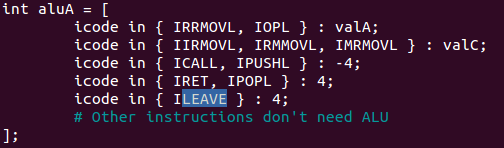 int aluA = [
icode in { IRRMOVL, IOPL } : valA;
icode in { IIRMOVL, IRMMOVL, IMRMOVL } : valC;
icode in { ICALL, IPUSHL } : -4;
icode in { IRET, IPOPL } : 4;
icode in { ILEAVE } : 4;
# Other instructions don't need ALU
];